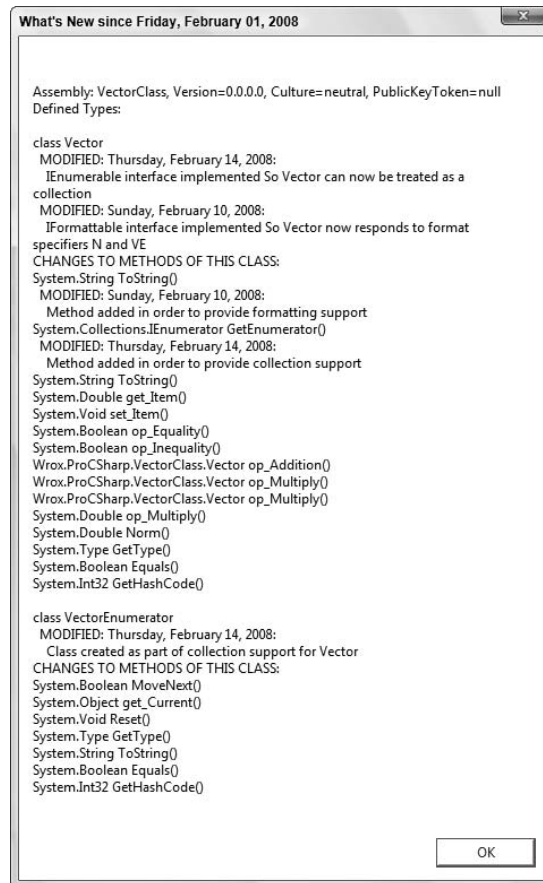 What's New since Friday, February 01, 2008
Assembly: VectorClass, Version=0.0.0.0, Culture=neutral, PublicKeyToken=null
Defined Types:
class Vector
MODIFIED: Thursday, February 14, 2008:
IEnumerable interface implemented So Vector can now be treated as a
collection
MODIFIED: Sunday, February 10, 2008:
IFormattable interface implemented So Vector now responds to format
specifiers N and VE
CHANGES TO METHODS OF THIS CLASS:
System.String ToString()
MODIFIED: Sunday, February 10, 2008:
Method added in order to provide formatting support
System.Collections.IEnumerator GetEnumerator()
MODIFIED: Thursday, February 14, 2008:
Method added in order to provide collection support
System.String ToString()
System.Double get_Item()
System.Void set_Item()
System.Boolean op_Equality()
System.Boolean op_Inequality()
Wrox.ProCSharp.VectorClass.Vector op_Addition()
Wrox.ProCSharp.VectorClass.Vector op_Multiply()
Wrox.ProCSharp.VectorClass.Vector op_Multiply()
System.Double op_Multiply()
System.Double Norm()
System.Type GetType()
System.Boolean Equals()
System.Int32 GetHashCode()
class VectorEnumerator
MODIFIED: Thursday, February 14, 2008:
Class created as part of collection support for Vector
CHANGES TO METHODS OF THIS CLASS:
System.Boolean MoveNext()
System.Object get_Current()
System.Void Reset()
System.Type GetType()
System.String ToString()
System.Boolean Equals()
System.Int32 GetHashCode()
OK